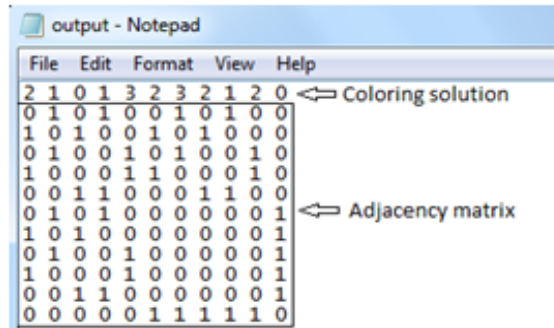 output - Notepad
File Edit Format View Help
2 1 0 1 3 2 3 2 1 2 0 Coloring solution
0 1 0 1 0 0 1 0 1 0 0
1 0 1 0 0 1 0 1 0 0 0
0 1 0 0 1 0 1 0 0 1 0
1 0 0 0 1 1 0 0 0 1 0
0 0 1 1 0 0 0 1 1 0 0
0 1 0 1 0 0 0 0 0 0 1 Adjacency matrix
1 0 1 0 0 0 0 0 0 0 1
0 1 0 0 1 0 0 0 0 0 1
1 0 0 0 1 0 0 0 0 0 1
0 0 1 1 0 0 0 0 0 0 1
0 0 0 0 0 1 1 1 1 1 0